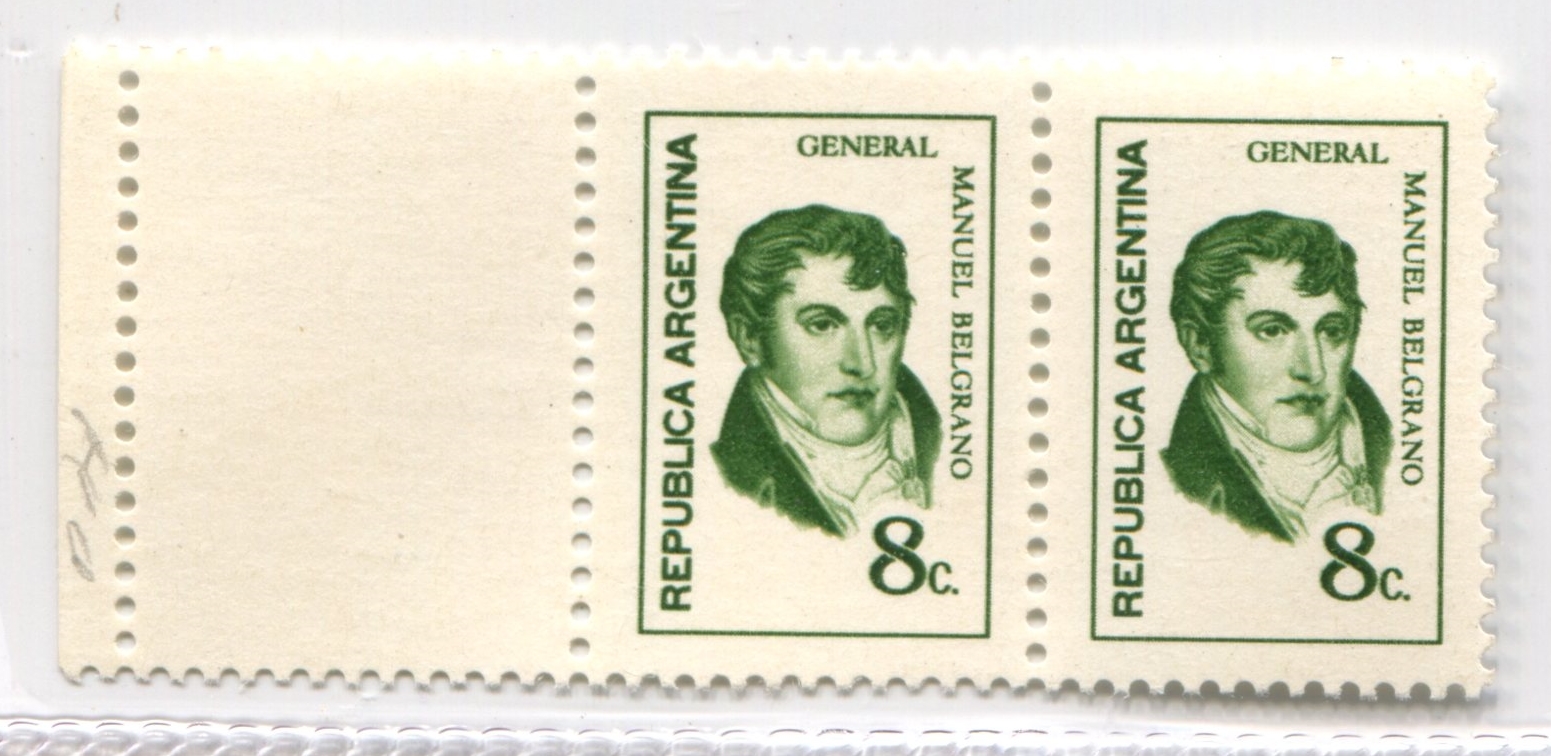 REPUBLICA ARGENTINA
GENERAL
MANUEL BELGRANO
8c.
REPUBLICA ARGENTINA
GENERAL
MANUEL BELGRANO
8c.